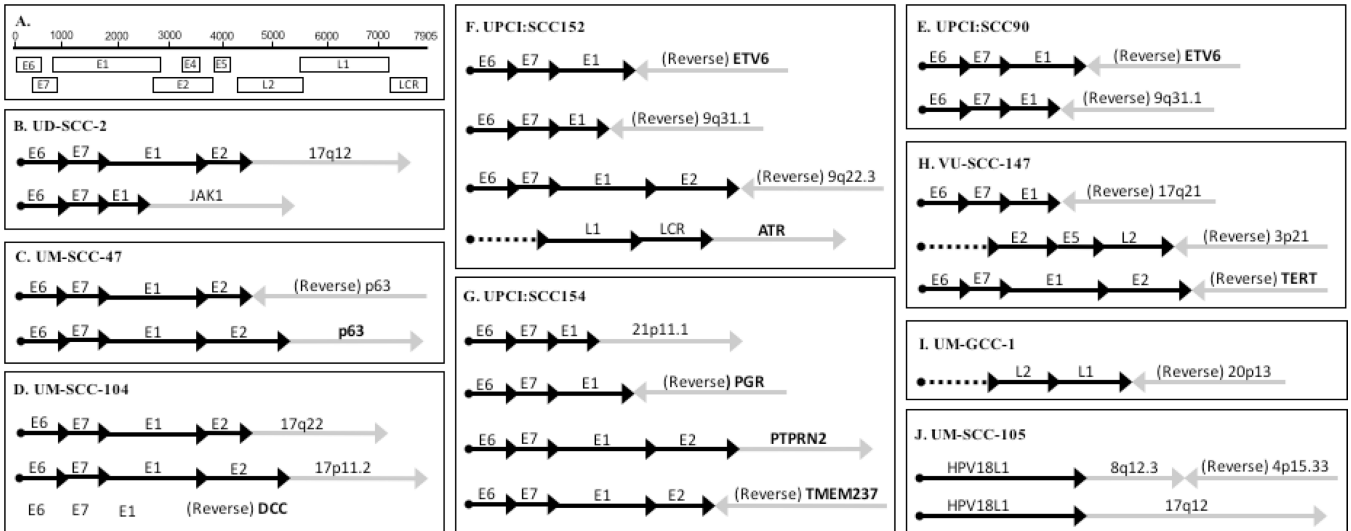 A.
0 1000 2000 3000 4000 5000 6000 7000 7905
E6 E1 E4 E5 L1
E7 E2 L2 LCR
B. UD-SCC-2
E6 E7 E1 E2 17q12
E6 E7 E1 JAK1
C. UM-SCC-47
E6 E7 E1 E2 (Reverse) p63
E6 E7 E1 E2 p63
D. UM-SCC-104
E6 E7 E1 E2 17q22
E6 E7 E1 E2 17p11.2
E6 E7 E1 (Reverse) DCC
F. UPCI:SCC152
E6 E7 E1 (Reverse) ETV6
E6 E7 E1 (Reverse) 9q31.1
E6 E7 E1 E2 (Reverse) 9q22.3
L1 LCR ATR
G. UPCI:SCC154
E6 E7 E1 21p11.1
E6 E7 E1 (Reverse) PGR
E6 E7 E1 E2 PTPRN2
E6 E7 E1 E2 (Reverse) TMEM237
E. UPCI:SCC90
E6 E7 E1 (Reverse) ETV6
E6 E7 E1 (Reverse) 9q31.1
H. VU-SCC-147
E6 E7 E1 (Reverse) 17q21
E2 E5 L2 (Reverse) 3p21
E6 E7 E1 E2 (Reverse) TERT
I. UM-GCC-1
L2 L1 (Reverse) 20p13
J. UM-SCC-105
HPV18L1 8q12.3 (Reverse) 4p15.33
HPV18L1 17q12